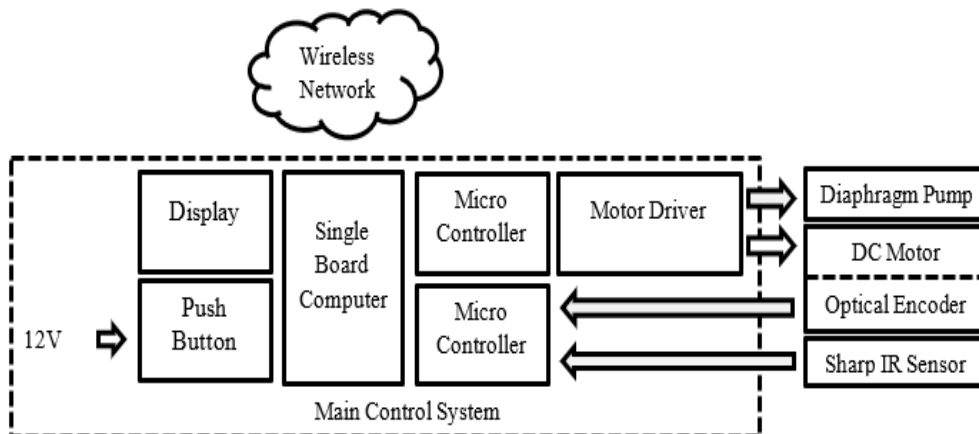 Wireless
Network
Display
Single
Board
Computer
Micro
Controller
Motor Driver
Diaphragm Pump
DC Motor
12V
Push
Button
Micro
Controller
Optical Encoder
Sharp IR Sensor
Main Control System